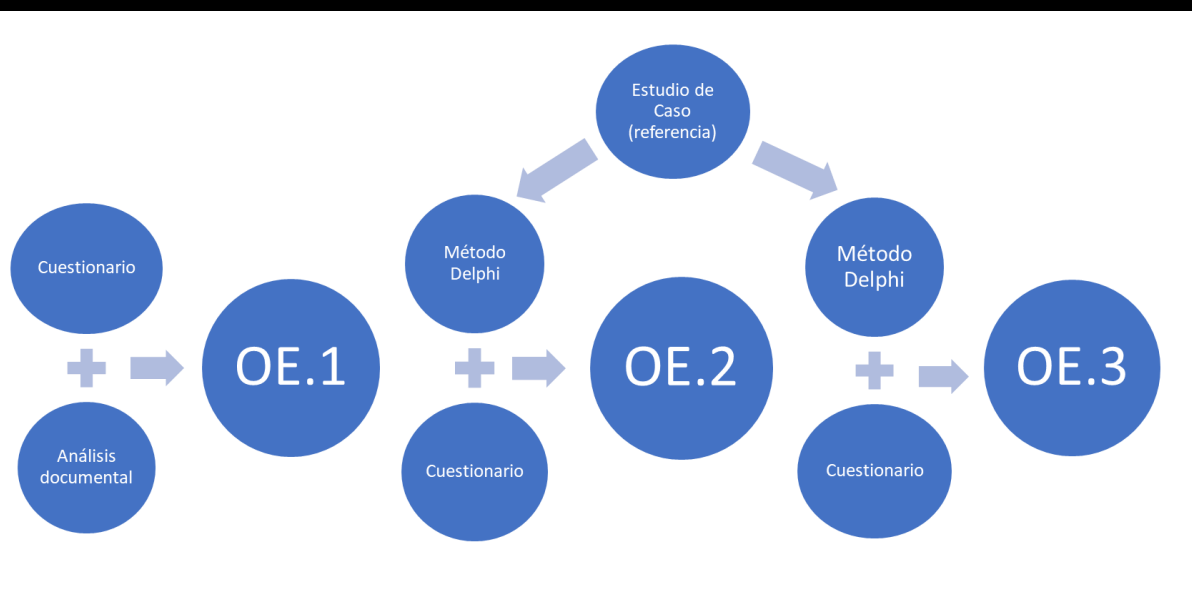 Estudio de
Caso
(referencia)
Cuestionario
Análisis
documental
OE.1
Método
Delphi
Cuestionario
OE.2
Método
Delphi
Cuestionario
OE.3